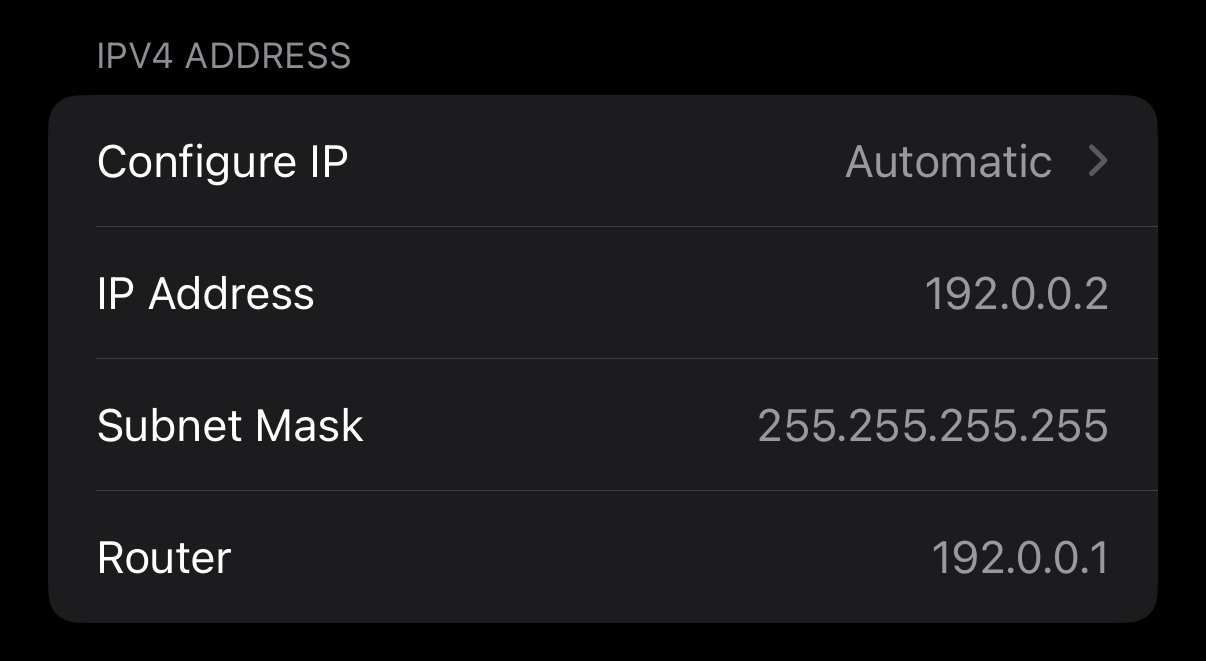 IPV4 ADDRESS
Configure IP Automatic
IP Address 192.0.0.2
Subnet Mask 255.255.255.255
Router 192.0.0.1